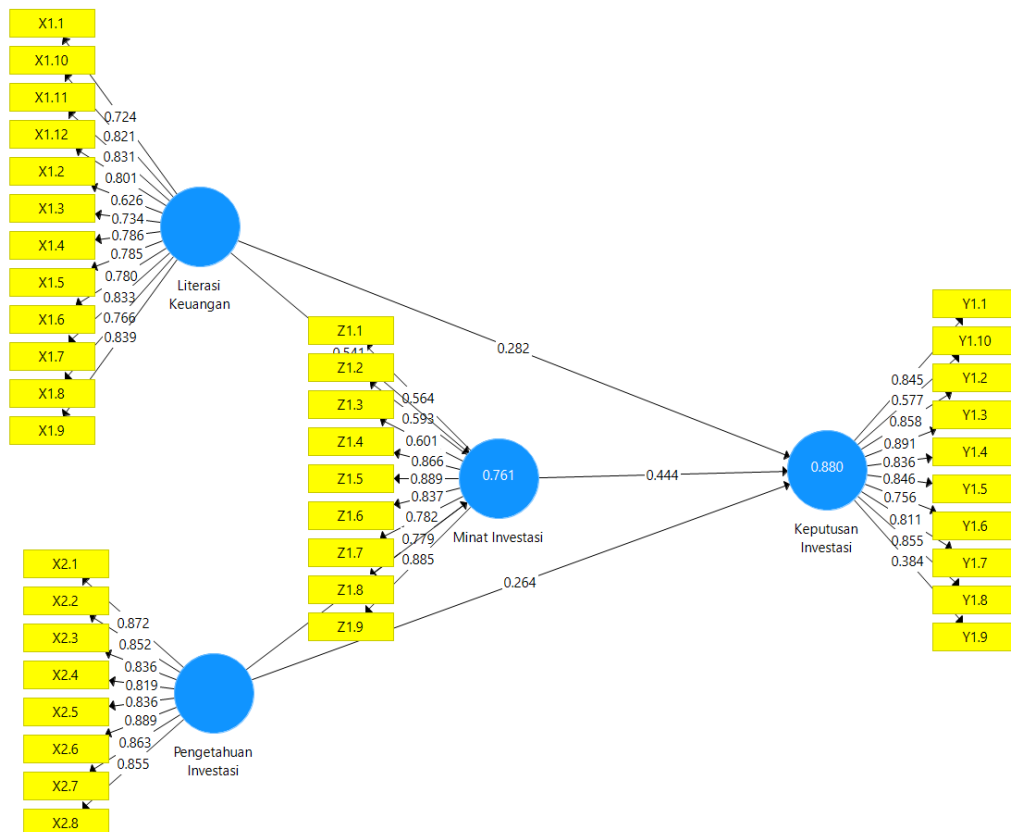 X1.1
X1.10
X1.11
X1.12
X1.2
X1.3
X1.4
X1.5
X1.6
X1.7
X1.8
X1.9
0.724
0.821
0.831
0.801
0.626
0.734
0.786
0.785
0.780
0.833
0.766
0.839
Literasi
Keuangan
X2.1
X2.2
X2.3
X2.4
X2.5
X2.6
X2.7
X2.8
0.872
0.852
0.836
0.819
0.836
0.889
0.863
0.855
Pengetahuan
Investasi
Z1.1
Z1.2
Z1.3
Z1.4
Z1.5
Z1.6
Z1.7
Z1.8
Z1.9
0.541
0.564
0.593
0.601
0.866
0.889
0.837
0.782
0.779
0.885
0.761
Minat Investasi
0.282
0.444
0.264
0.880
Keputusan
Investasi
0.845
0.577
0.858
0.891
0.836
0.846
0.756
0.811
0.855
0.384
Y1.1
Y1.10
Y1.2
Y1.3
Y1.4
Y1.5
Y1.6
Y1.7
Y1.8
Y1.9